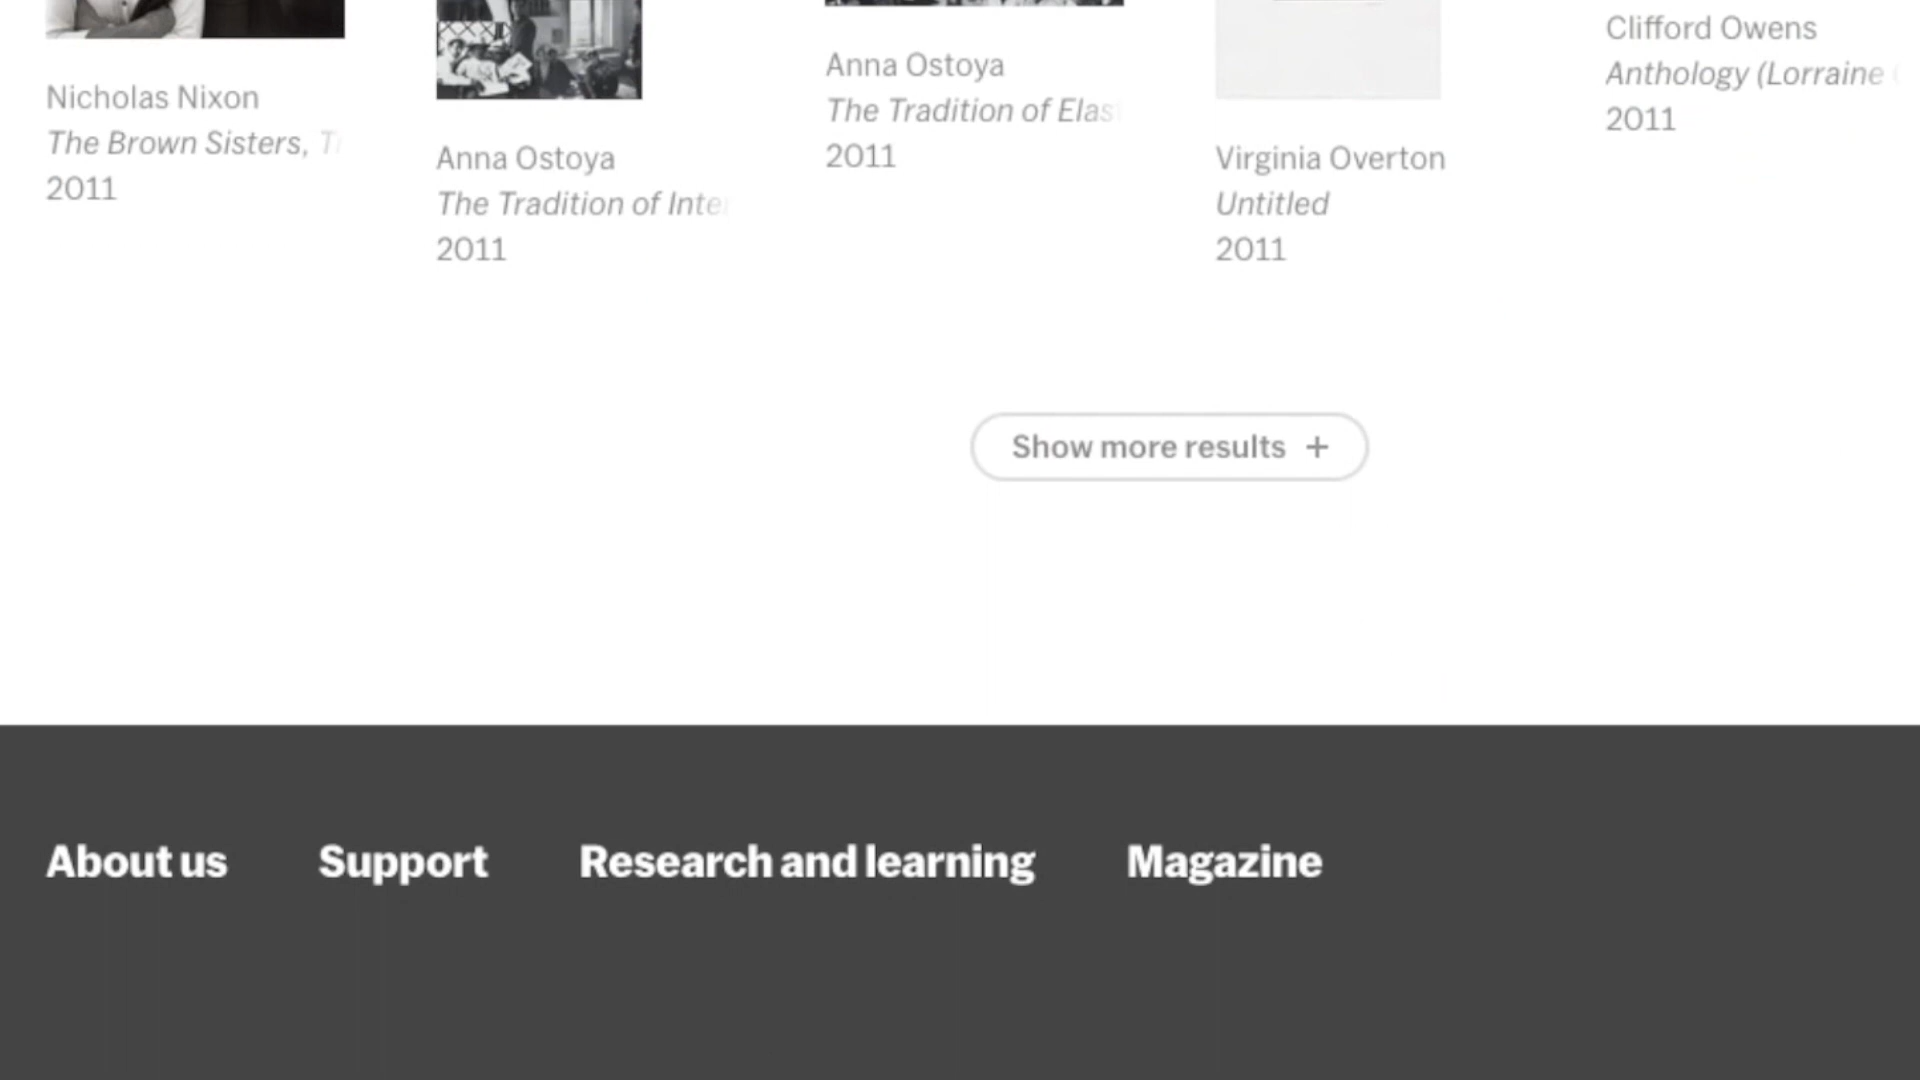 Nicholas Nixon
The Brown Sisters,
2011
Anna Ostoya
The Tradition of Inter
2011
Anna Ostoya
The Tradition of Elas
2011
Virginia Overton
Untitled
2011
Clifford Owens
Anthology (Lorraine
2011
Show more results +
About us
Support
Research and learning
Magazine